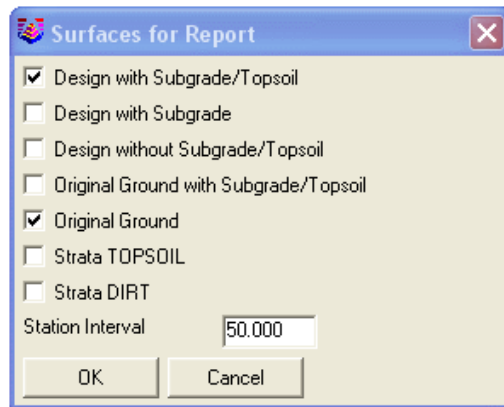 Surfaces for Report
Design with Subgrade/Topsoil
Design with Subgrade
Design without Subgrade/Topsoil
Original Ground with Subgrade/Topsoil
Original Ground
Strata TOPSOIL
Strata DIRT
Station Interval 50.000
OK Cancel